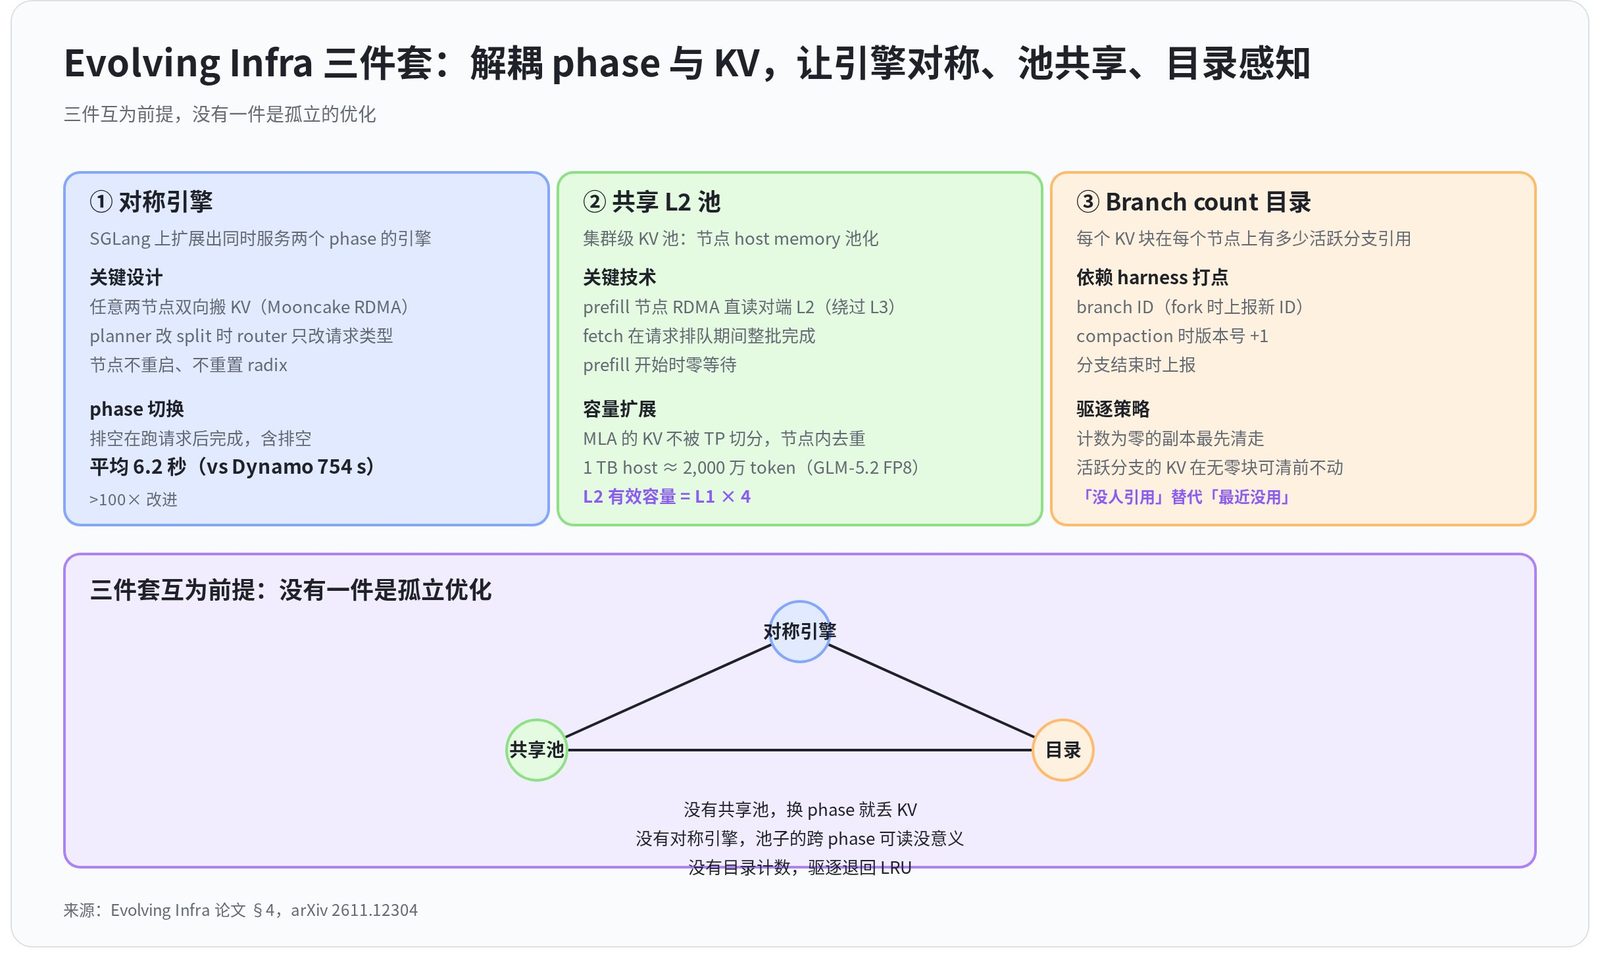 Evolving Infra 三件套：解耦 phase 与 KV，让引擎对称、池共享、目录感知
三件互为前提，没有一件是孤立的优化
① 对称引擎
SGLang 上扩展出同时服务两个 phase 的引擎
关键设计
任意两节点双向搬 KV（Mooncake RDMA）
planner 改 split 时 router 只改请求类型
节点不重启、不重置 radix
phase 切换
排空在跑请求后完成，含排空
平均 6.2 秒（vs Dynamo 754 s）
>100× 改进
② 共享 L2 池
集群级 KV 池：节点 host memory 池化
关键技术
prefill 节点 RDMA 直读对端 L2（绕过 L3）
fetch 在请求排队期间整批完成
prefill 开始时零等待
容量扩展
MLA 的 KV 不被 TP 切分，节点内去重
1 TB host ≈ 2,000 万 token（GLM-5.2 FP8）
L2 有效容量 = L1 × 4
③ Branch count 目录
每个 KV 块在每个节点上有多少活跃分支引用
依赖 harness 打点
branch ID（fork 时上报新 ID）
compaction 时版本号 +1
分支结束时上报
驱逐策略
计数为零的副本最先清走
活跃分支的 KV 在无零块可清前不动
「没人引用」替代「最近没用」
三件套互为前提：没有一件是孤立优化
对称引擎
共享池
目录
没有共享池，换 phase 就丢 KV
没有对称引擎，池子的跨 phase 可读没意义
没有目录计数，驱逐退回 LRU
来源：Evolving Infra 论文 §4，arXiv 2611.12304